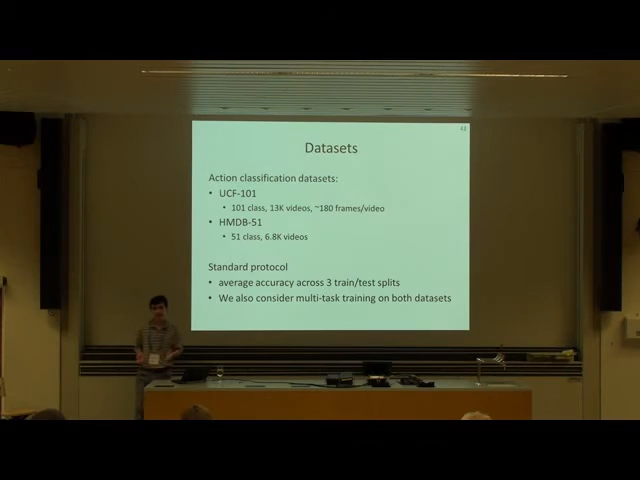 Datasets
Action classification datasets:
• UCF-101
• 101 class, 13K videos, ~180 frames/video
• HMDB-51
• 51 class, 6.8K videos
Standard protocol
• average accuracy across 3 train/test splits
• We also consider multi-task training on both datasets